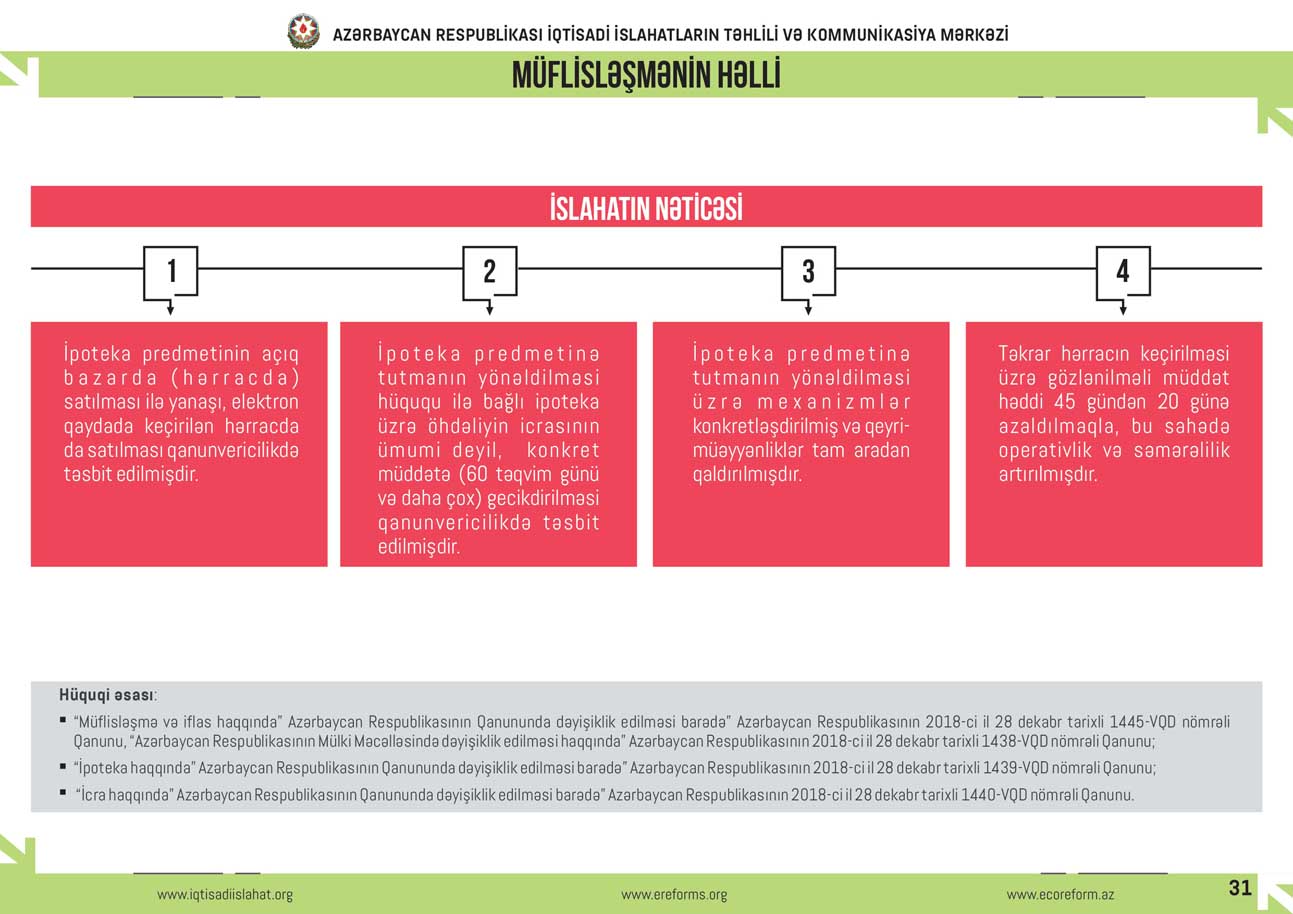 AZƏRBAYCAN RESPUBLİKASI İQTİSADİ İSLAHATLARIN TƏHLİLİ VƏ KOMMUNİKASİYA MƏRKƏZİ
MÜFLİSLƏŞMƏNİN HƏLLİ
İSLAHATIN NƏTİCƏSİ
1
2
3
4
İpoteka predmetinin açıq
bazarda (hərracda)
satılması ilə yanaşı, elektron
qaydada keçirilən hərracda
da satılması qanunvericilikdə
təsbit edilmişdir.
İpoteka predmetinə
tutmanın yönəldilməsi
hüququ ilə bağlı ipoteka
üzrə öhdəliyin icrasının
ümumi deyil, konkret
müddətə (60 təqvim günü
və daha çox) gecikdirilməsi
qanunvericilikdə təsbit
edilmişdir.
İpoteka predmetinə
tutmanın yönəldilməsi
üzrə mexanizmlər
konkretləşdirilmiş və qeyri-
müəyyənliklər tam aradan
qaldırılmışdır.
Təkrar hərracın keçirilməsi
üzrə gözlənilməli müddət
həddi 45 gündən 20 günə
azaldılmaqla, bu sahədə
operativlik və səmərəlilik
artırılmışdır.
Hüquqi əsası:
▪ “Müflisləşmə və iflas haqqında” Azərbaycan Respublikasının Qanununda dəyişiklik edilməsi barədə” Azərbaycan Respublikasının 2018-ci il 28 dekabr tarixli 1445-VQD nömrəli
Qanunu, “Azərbaycan Respublikasının Mülki Məcəlləsində dəyişiklik edilməsi haqqında” Azərbaycan Respublikasının 2018-ci il 28 dekabr tarixli 1438-VQD nömrəli Qanunu;
▪ “İpoteka haqqında” Azərbaycan Respublikasının Qanununda dəyişiklik edilməsi barədə” Azərbaycan Respublikasının 2018-ci il 28 dekabr tarixli 1439-VQD nömrəli Qanunu;
▪ “İcra haqqında” Azərbaycan Respublikasının Qanununda dəyişiklik edilməsi barədə” Azərbaycan Respublikasının 2018-ci il 28 dekabr tarixli 1440-VQD nömrəli Qanunu.
www.iqtisadiislahat.org
www.ereforms.org
www.ecoreform.az
31